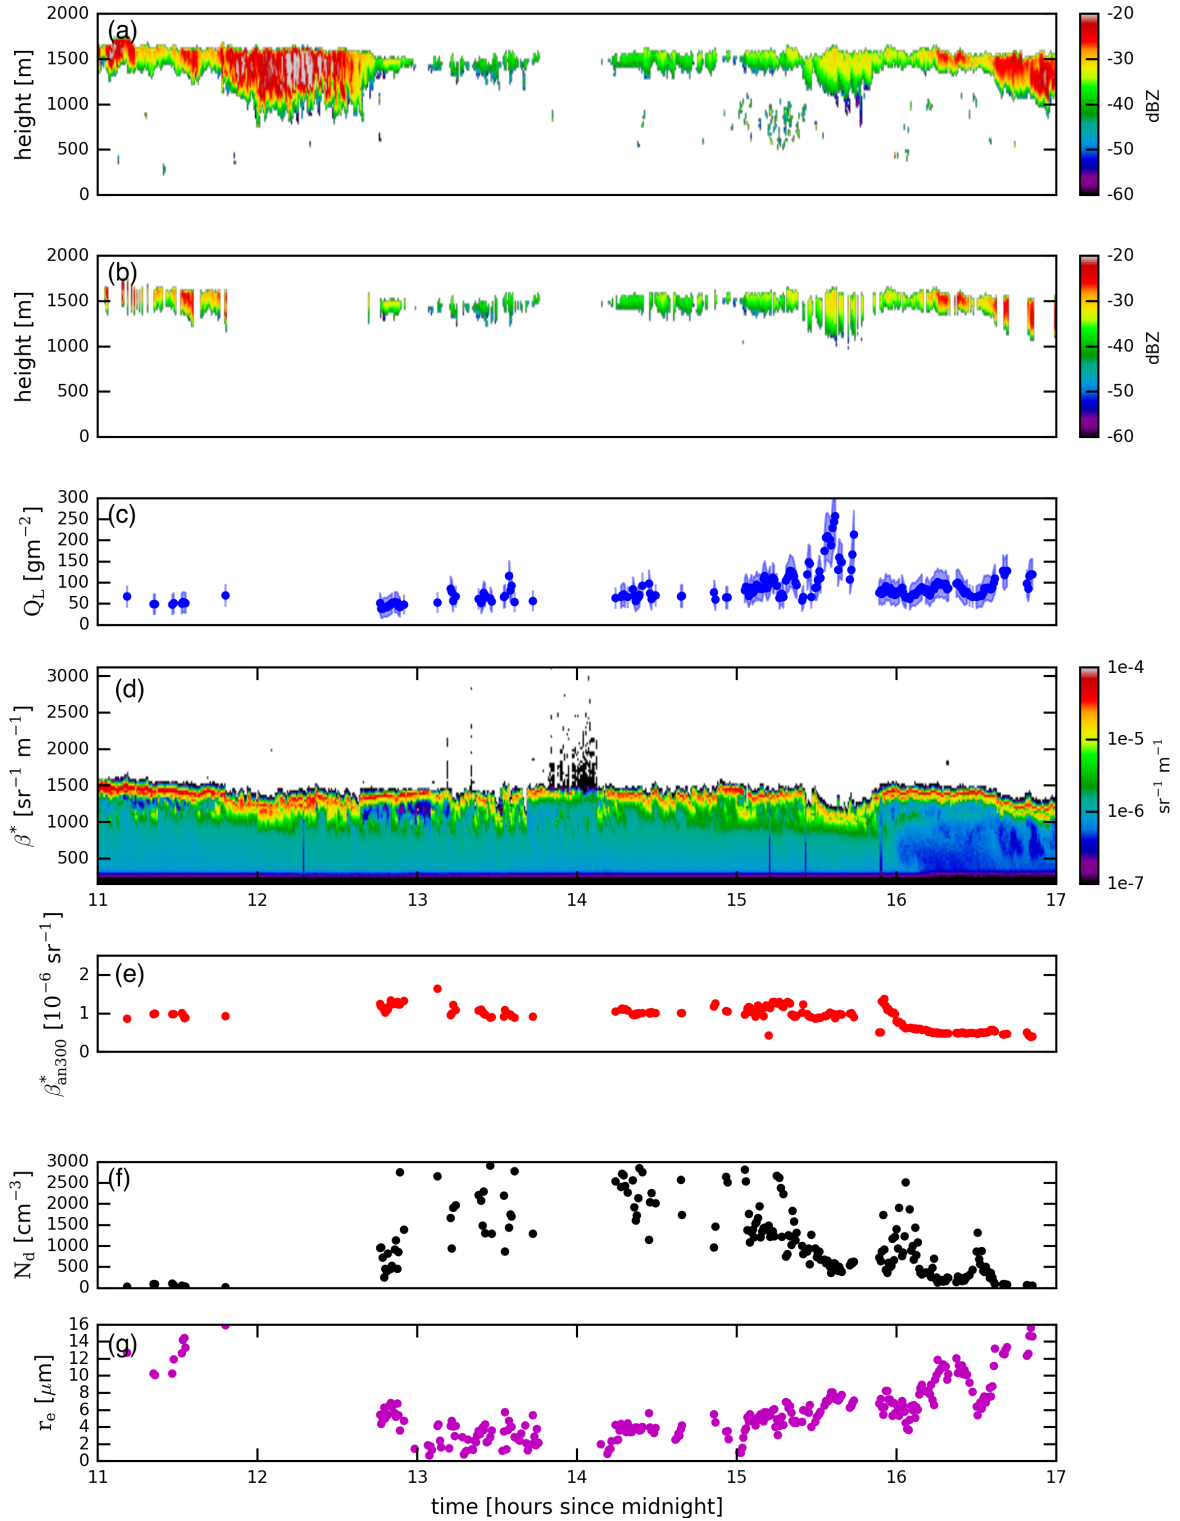 (a)
height [m]
2000
1500
1000
500
0
-20
-30
-40
-50
-60
dBZ
(b)
height [m]
2000
1500
1000
500
0
-20
-30
-40
-50
-60
dBZ
(c)
Q_L [gm⁻²]
300
250
200
150
100
50
0
(d)
β* [sr⁻¹ m⁻¹]
3000
2500
2000
1500
1000
500
1e-4
1e-5
1e-6
1e-7
sr⁻¹ m⁻¹
11 12 13 14 15 16 17
(e)
β*_an300 [10⁻⁶ sr⁻¹]
2
1
0
(f)
N_d [cm⁻³]
3000
2500
2000
1500
1000
500
0
(g)
r_e [μm]
16
14
12
10
8
6
4
2
0
11 12 13 14 15 16 17
time [hours since midnight]